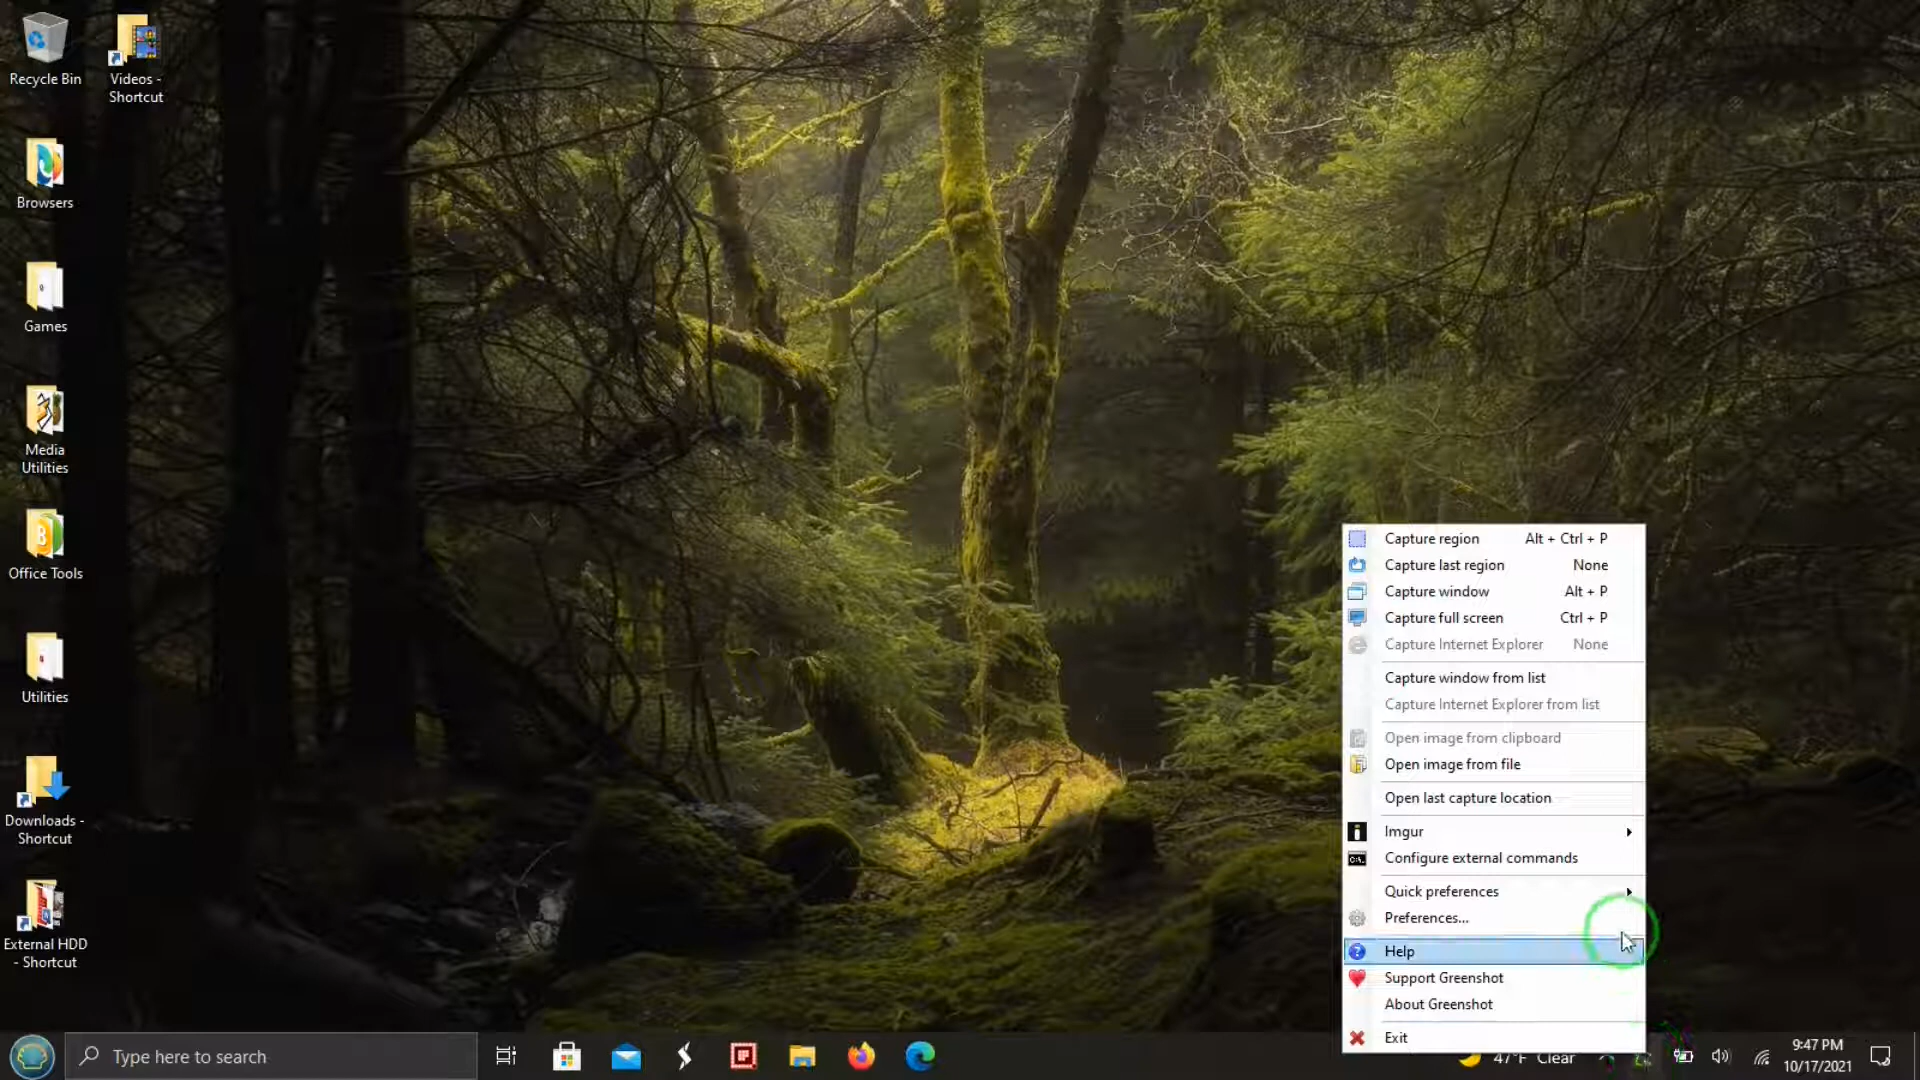 Recycle Bin
Videos -
Shortcut
Browsers
Games
Media
Utilities
Office Tools
Utilities
Downloads -
Shortcut
External HDD
- Shortcut
Capture region Alt + Ctrl + P
Capture last region None
Capture window Alt + P
Capture full screen Ctrl + P
Capture Internet Explorer None
Capture window from list
Capture Internet Explorer from list
Open image from clipboard
Open image from file
Open last capture location
Imgur
Configure external commands
Quick preferences
Preferences...
Help
Support Greenshot
About Greenshot
Exit
Type here to search
47°F Clear
9:47 PM
10/17/2021